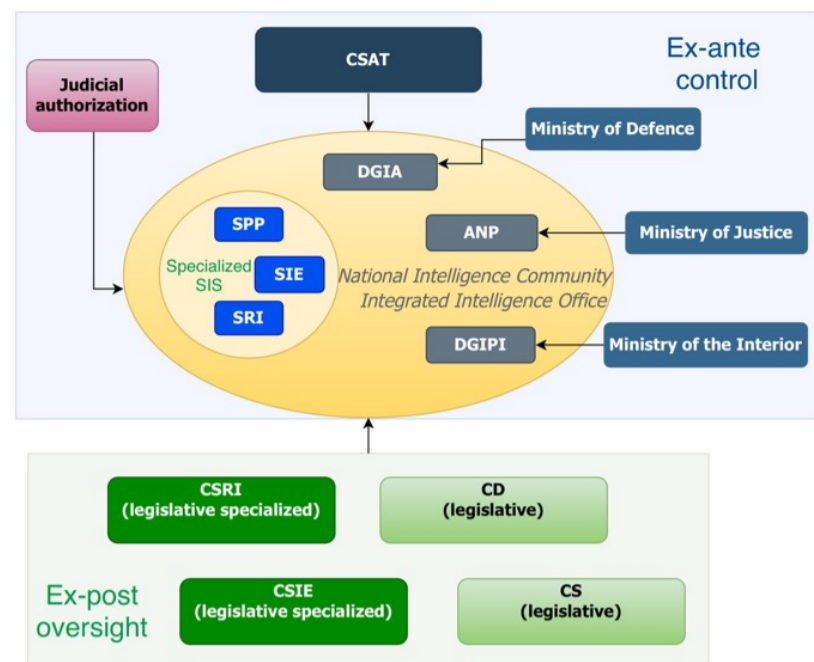 Ex-ante
control
CSAT
Judicial
authorization
Ministry of Defence
DGIA
SPP
ANP
Ministry of Justice
Specialized
SIS
SIE
National Intelligence Community
Integrated Intelligence Office
SRI
DGIPI
Ministry of the Interior
CSRI
(legislative specialized)
CD
(legislative)
Ex-post
oversight
CSIE
(legislative specialized)
CS
(legislative)